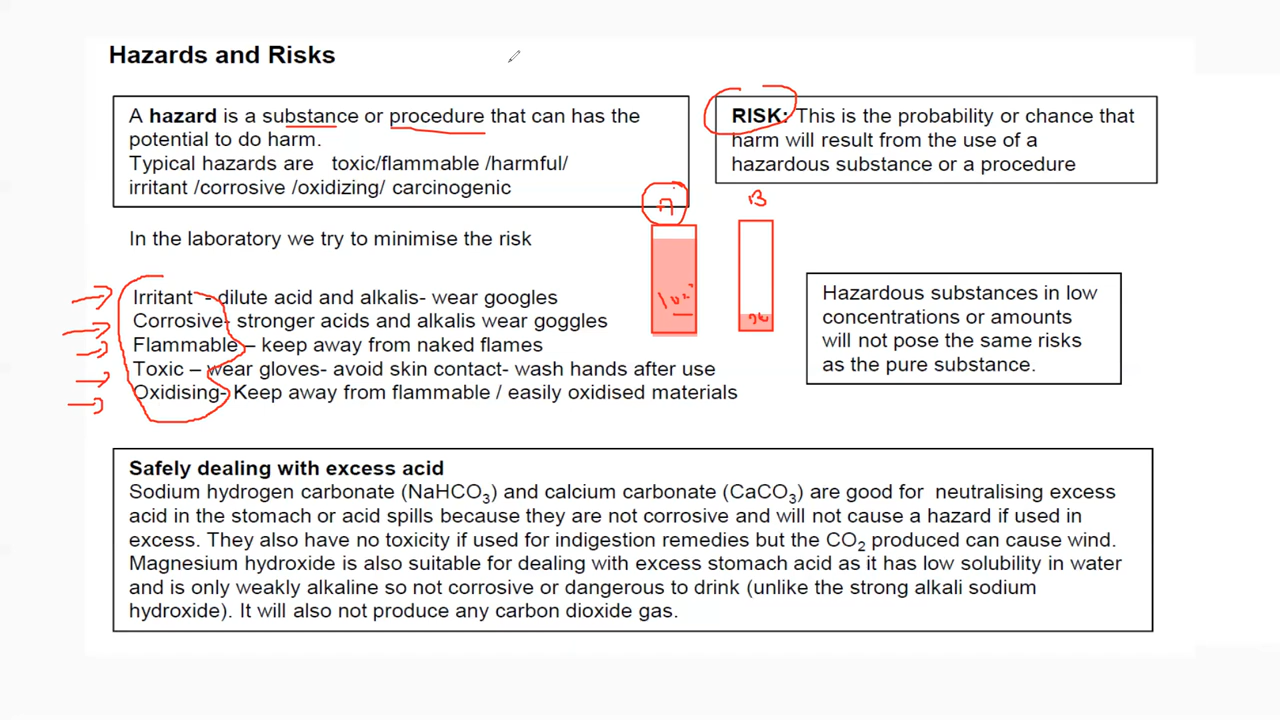 Hazards and Risks
A hazard is a substance or procedure that can has the
potential to do harm.
Typical hazards are toxic/flammable /harmful/
irritant /corrosive /oxidizing/ carcinogenic
RISK: This is the probability or chance that
harm will result from the use of a
hazardous substance or a procedure
A
B
In the laboratory we try to minimise the risk
Irritant - dilute acid and alkalis- wear googles
Corrosive- stronger acids and alkalis wear goggles
Flammable – keep away from naked flames
Toxic – wear gloves- avoid skin contact- wash hands after use
Oxidising- Keep away from flammable / easily oxidised materials
Hazardous substances in low
concentrations or amounts
will not pose the same risks
as the pure substance.
Safely dealing with excess acid
Sodium hydrogen carbonate (NaHCO₃) and calcium carbonate (CaCO₃) are good for neutralising excess
acid in the stomach or acid spills because they are not corrosive and will not cause a hazard if used in
excess. They also have no toxicity if used for indigestion remedies but the CO₂ produced can cause wind.
Magnesium hydroxide is also suitable for dealing with excess stomach acid as it has low solubility in water
and is only weakly alkaline so not corrosive or dangerous to drink (unlike the strong alkali sodium
hydroxide). It will also not produce any carbon dioxide gas.